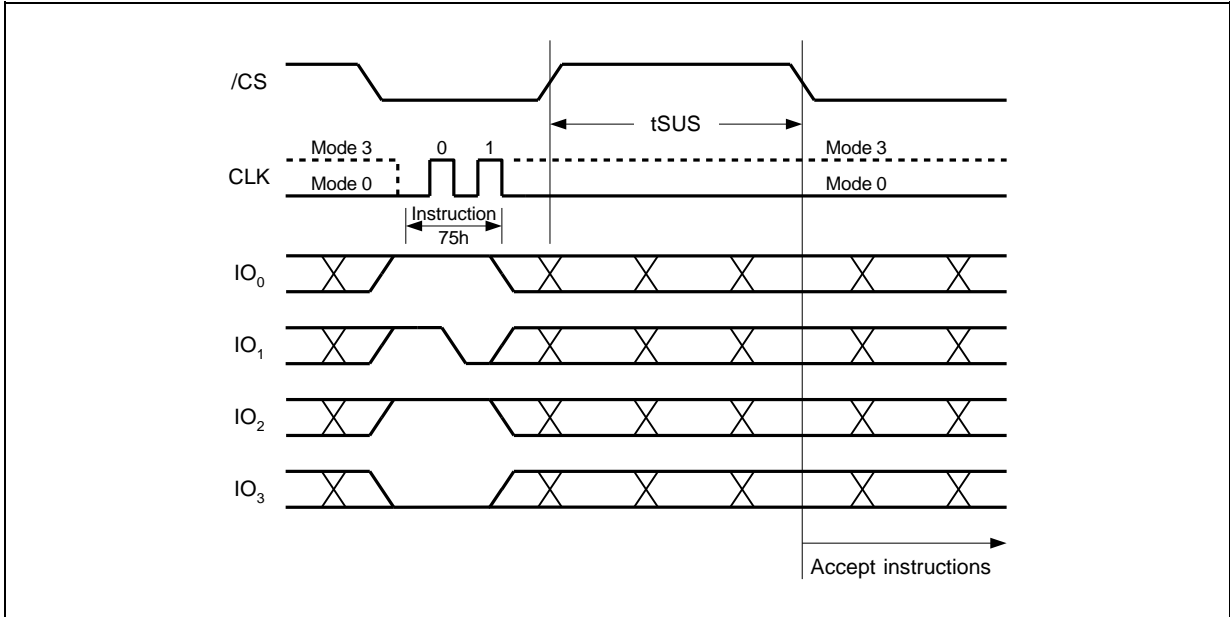 /CS
tSUS
Mode 3 0 1 Mode 3
CLK
Mode 0 Mode 0
Instruction
75h
IO0
IO1
IO2
IO3
Accept instructions